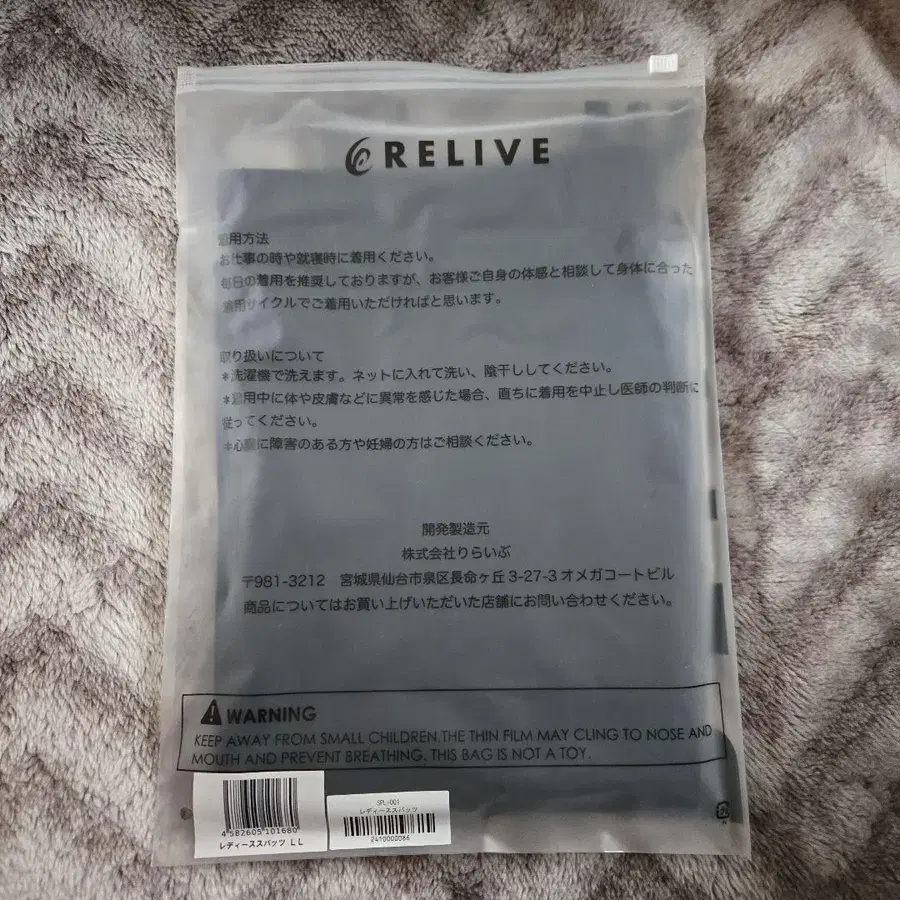 RELIVE
着用方法
お仕事の時や就寝時に着用ください。
毎日の着用を推奨しておりますが、お客様ご自身の体感と相談して身体に合った
着用サイクルでご着用いただければと思います。
取り扱いについて
*洗濯機で洗えます。ネットに入れて洗い、陰干ししてください。
*着用中に体や皮膚などに異常を感じた場合、直ちに着用を中止し医師の判断に
従ってください。
*心臓に障害のある方や妊婦の方はご相談ください。
開発製造元
株式会社りらいぶ
〒981-3212 宮城県仙台市泉区長命ヶ丘3-27-3オメガコートビル
商品についてはお買い上げいただいた店舗にお問い合わせください。
WARNING
KEEP AWAY FROM SMALL CHILDREN.THE THIN FILM MAY CLING TO NOSE AND
MOUTH AND PREVENT BREATHING. THIS BAG IS NOT A TOY.
4 582605 101680
レディーススパッツ LL
SPL-001
レディーススパッツ
2410000086